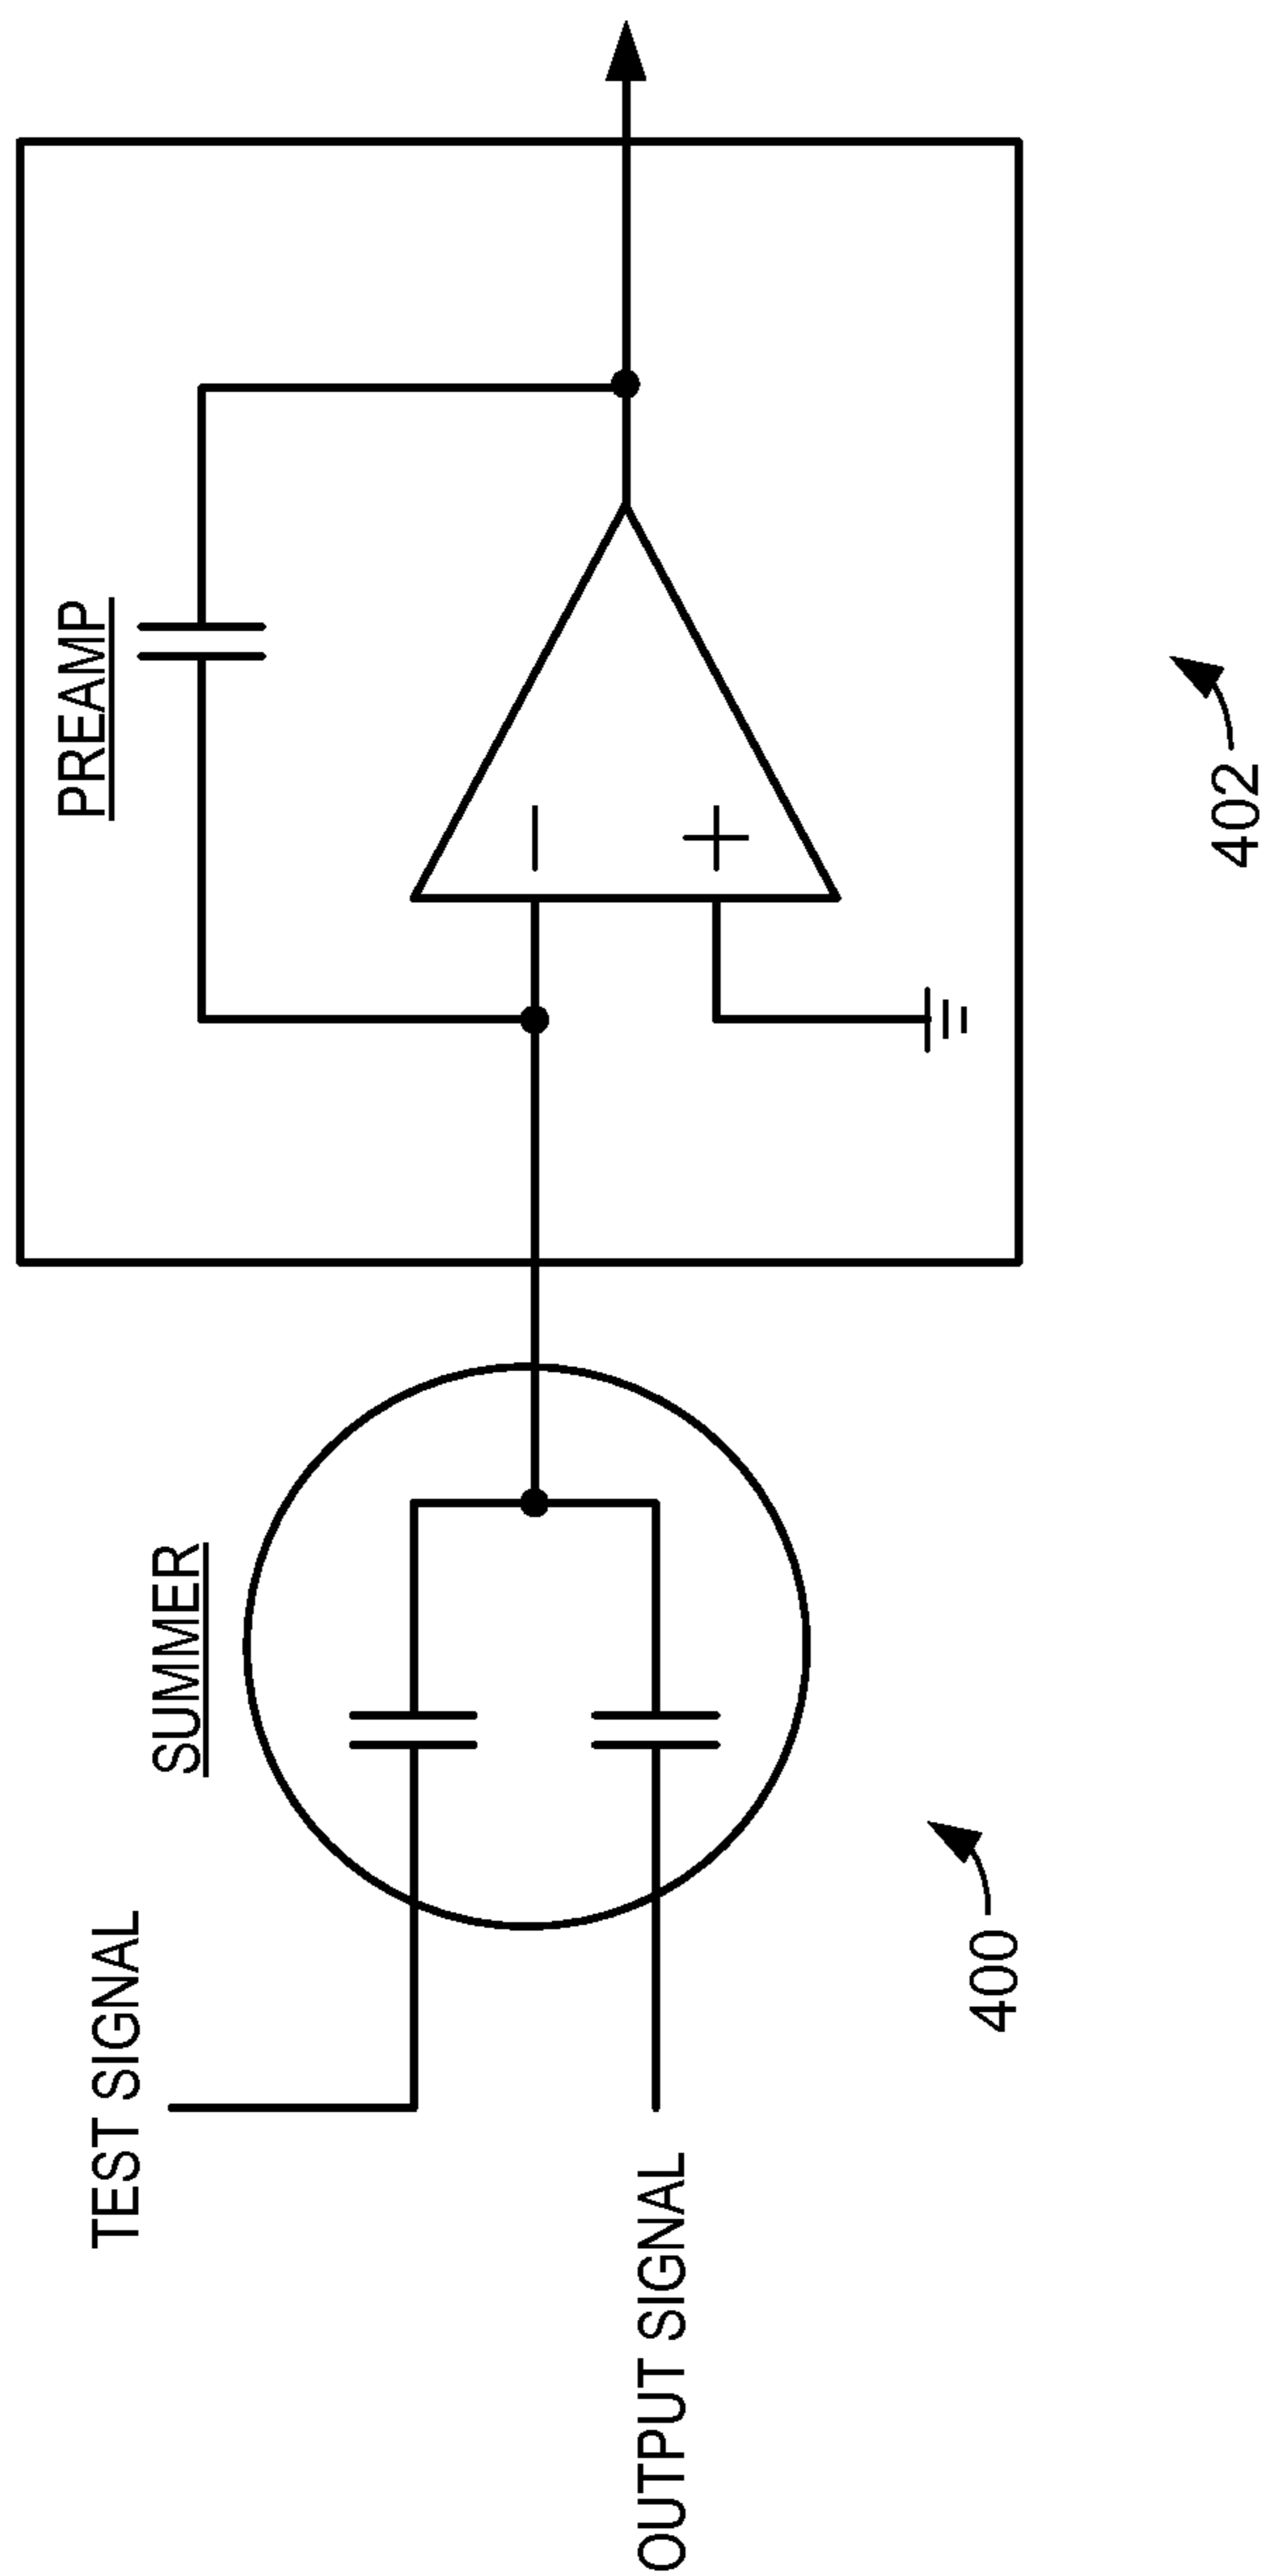 TEST SIGNAL
OUTPUT SIGNAL
SUMMER
400
PREAMP
−
+
402